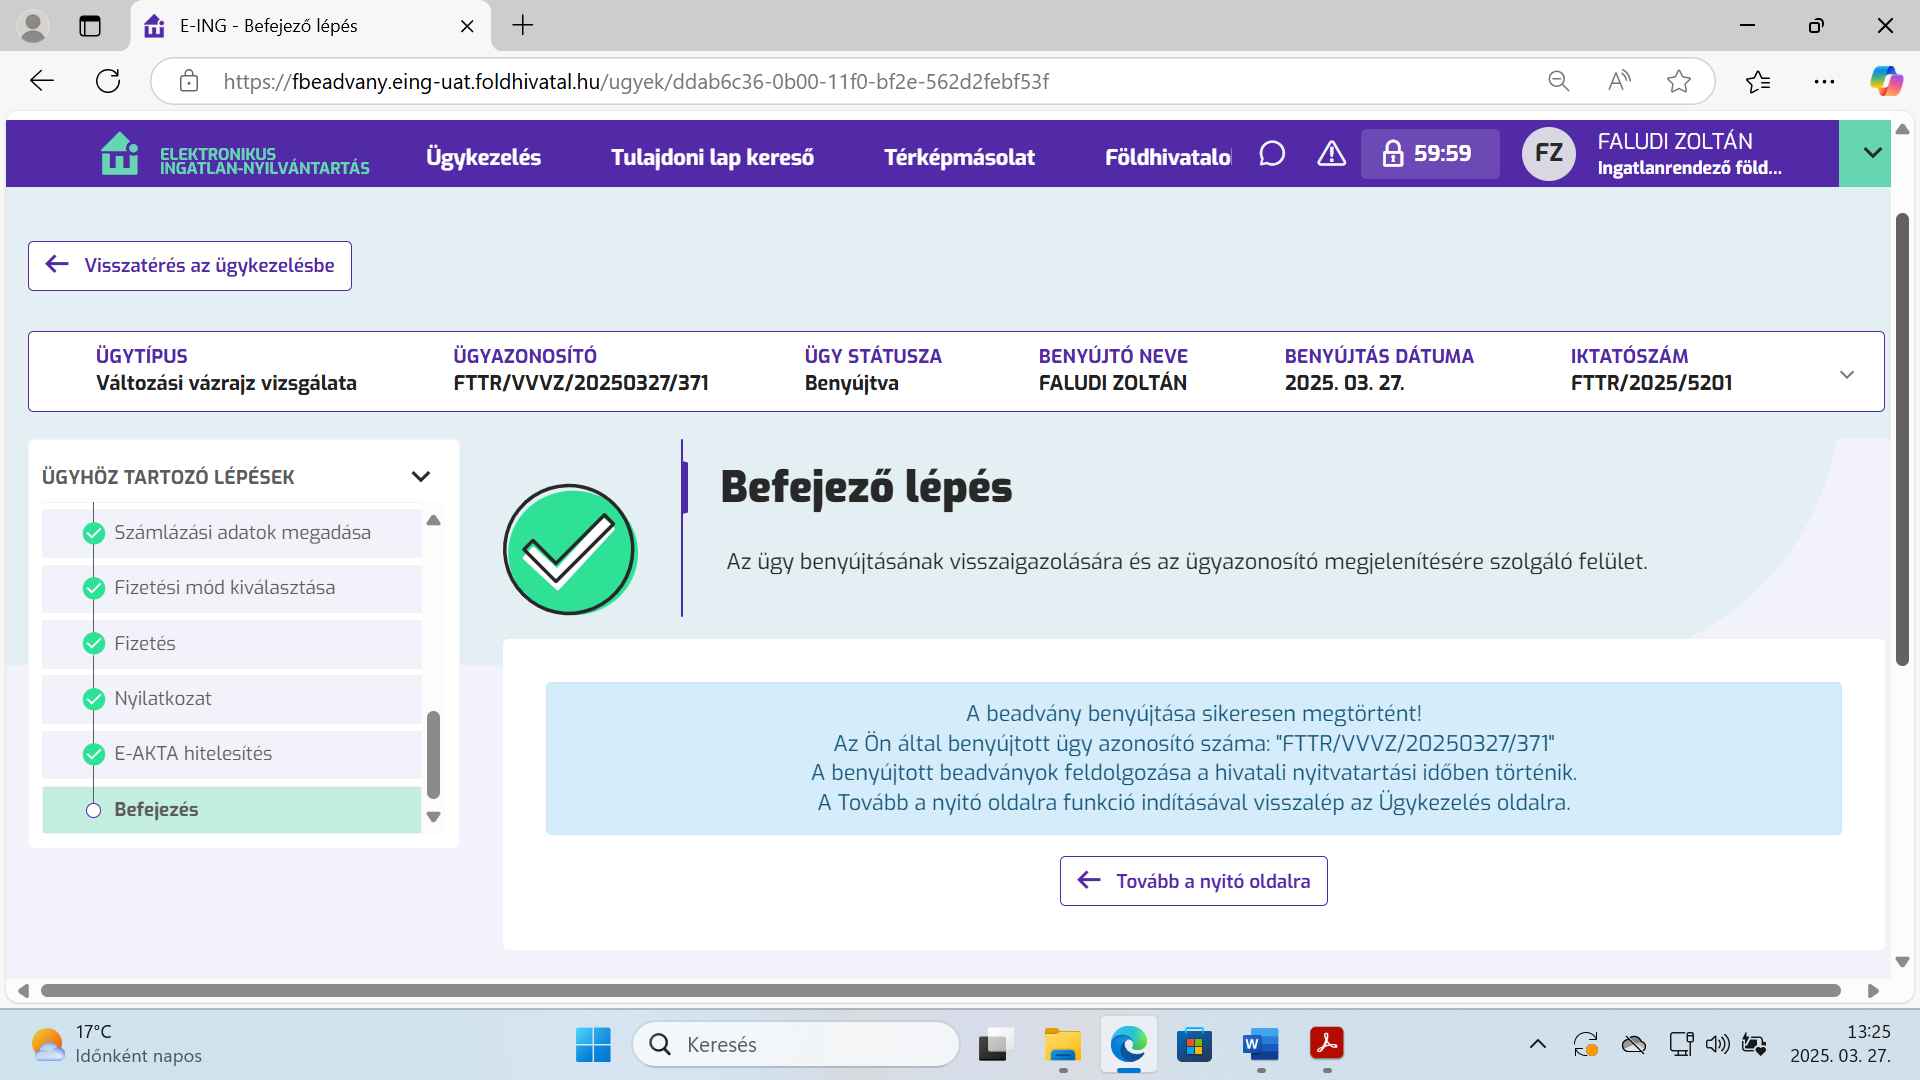 E-ING - Befejező lépés
https://fbeadvany.eing-uat.foldhivatal.hu/ugyek/ddab6c36-0b00-11f0-bf2e-562d2febf53f
ELEKTRONIKUS
INGATLAN-NYILVÁNTARTÁS
Ügykezelés
Tulajdoni lap kereső
Térképmásolat
Földhivatalo
59:59
FZ
FALUDI ZOLTÁN
Ingatlanrendező föld...
Visszatérés az ügykezelésbe
ÜGYTÍPUS
Változási vázrajz vizsgálata
ÜGYAZONOSÍTÓ
FTTR/VVVZ/20250327/371
ÜGY STÁTUSZA
Benyújtva
BENYÚJTÓ NEVE
FALUDI ZOLTÁN
BENYÚJTÁS DÁTUMA
2025. 03. 27.
IKTATÓSZÁM
FTTR/2025/5201
ÜGYHÖZ TARTOZÓ LÉPÉSEK
Számlázási adatok megadása
Fizetési mód kiválasztása
Fizetés
Nyilatkozat
E-AKTA hitelesítés
Befejezés
Befejező lépés
Az ügy benyújtásának visszaigazolására és az ügyazonosító megjelenítésére szolgáló felület.
A beadvány benyújtása sikeresen megtörtént!
Az Ön által benyújtott ügy azonosító száma: "FTTR/VVVZ/20250327/371"
A benyújtott beadványok feldolgozása a hivatali nyitvatartási időben történik.
A Tovább a nyitó oldalra funkció indításával visszalép az Ügykezelés oldalra.
Tovább a nyitó oldalra
17°C
Időnként napos
Keresés
13:25
2025. 03. 27.